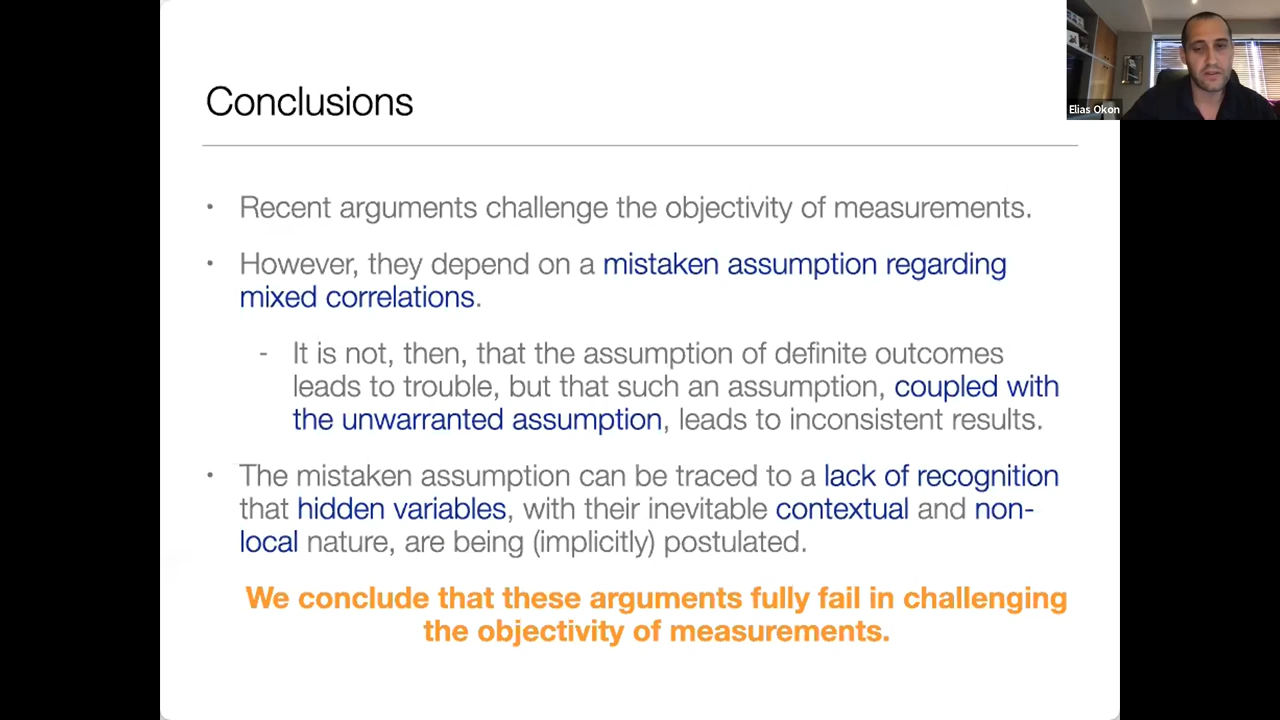 Conclusions
Elias Okon
• Recent arguments challenge the objectivity of measurements.
• However, they depend on a mistaken assumption regarding
mixed correlations.
- It is not, then, that the assumption of definite outcomes
leads to trouble, but that such an assumption, coupled with
the unwarranted assumption, leads to inconsistent results.
• The mistaken assumption can be traced to a lack of recognition
that hidden variables, with their inevitable contextual and non-
local nature, are being (implicitly) postulated.
We conclude that these arguments fully fail in challenging
the objectivity of measurements.